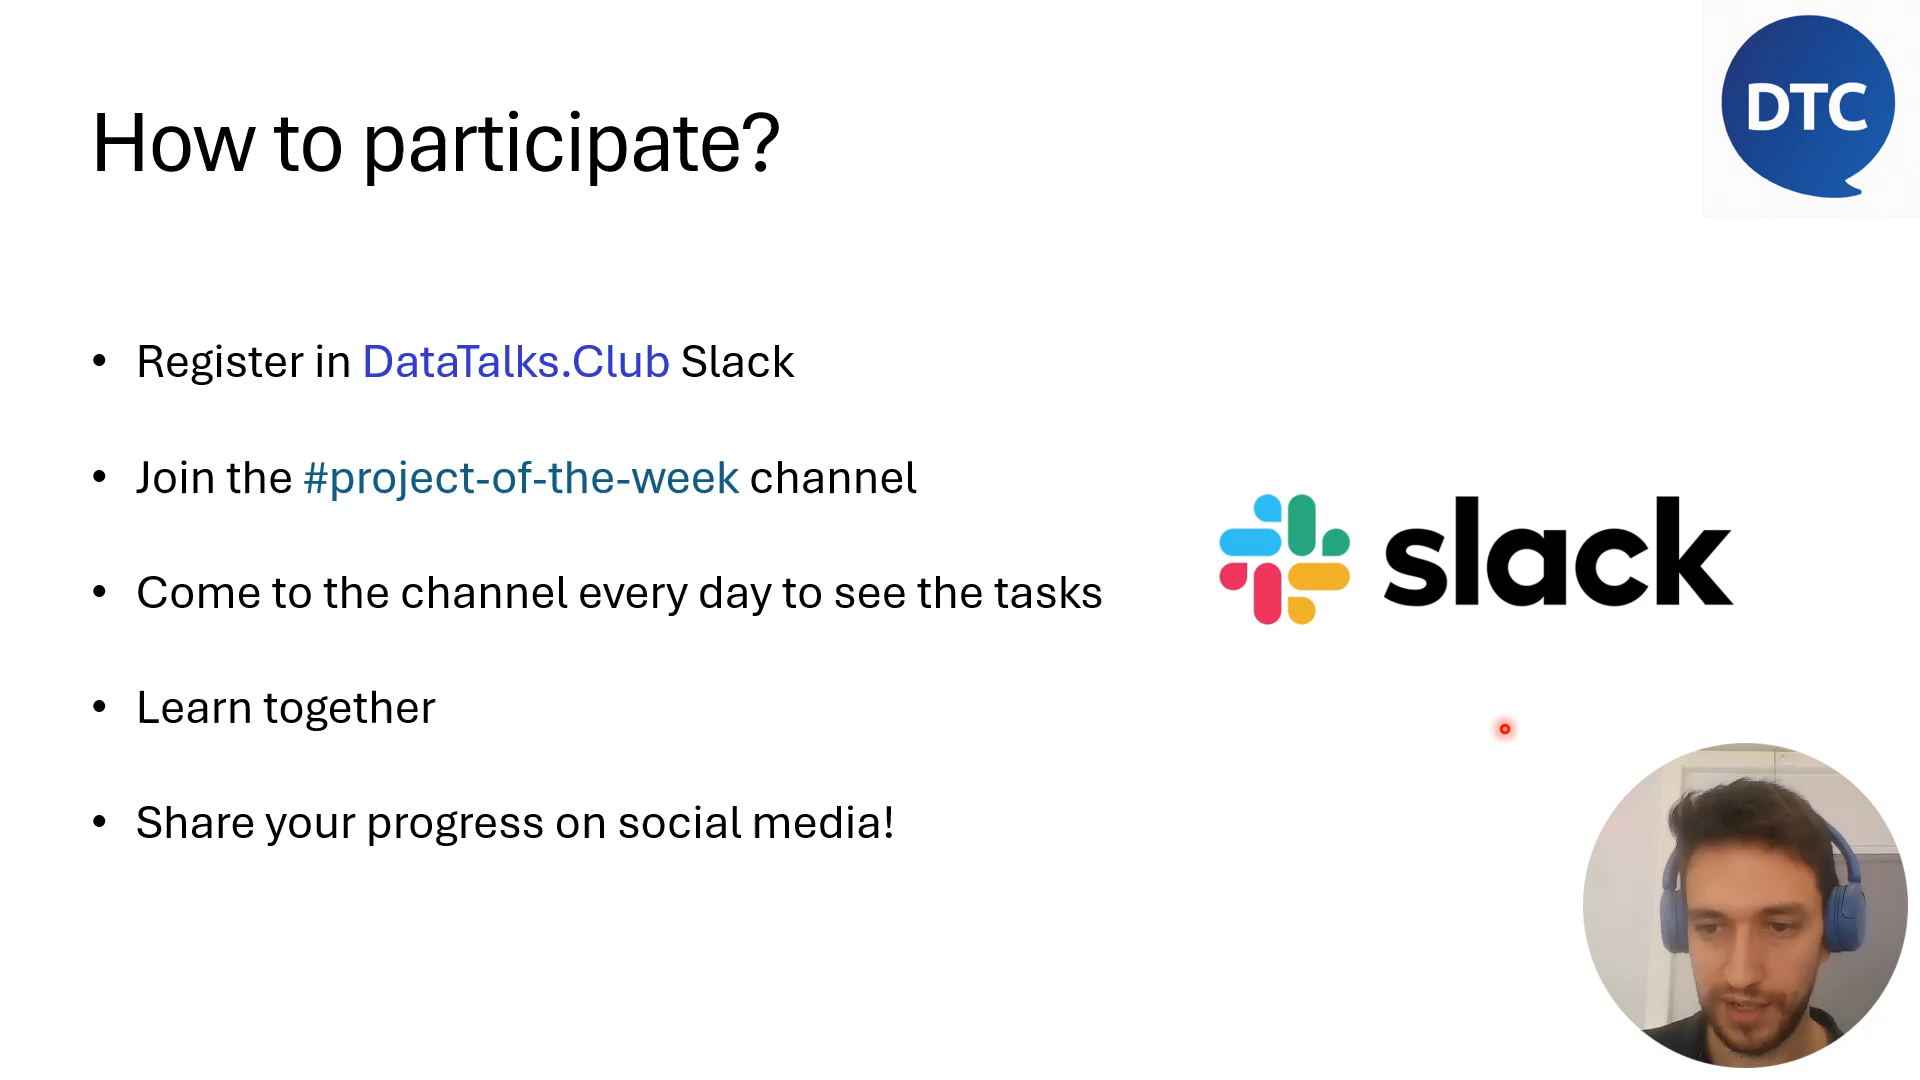 DTC
How to participate?
• Register in DataTalks.Club Slack
• Join the #project-of-the-week channel
• Come to the channel every day to see the tasks
• Learn together
• Share your progress on social media!
slack